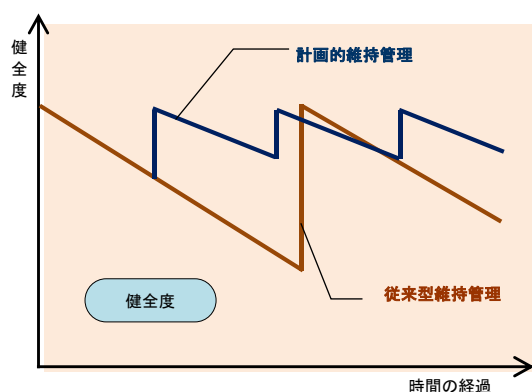 健全度
計画的維持管理
健全度
従来型維持管理
時間の経過